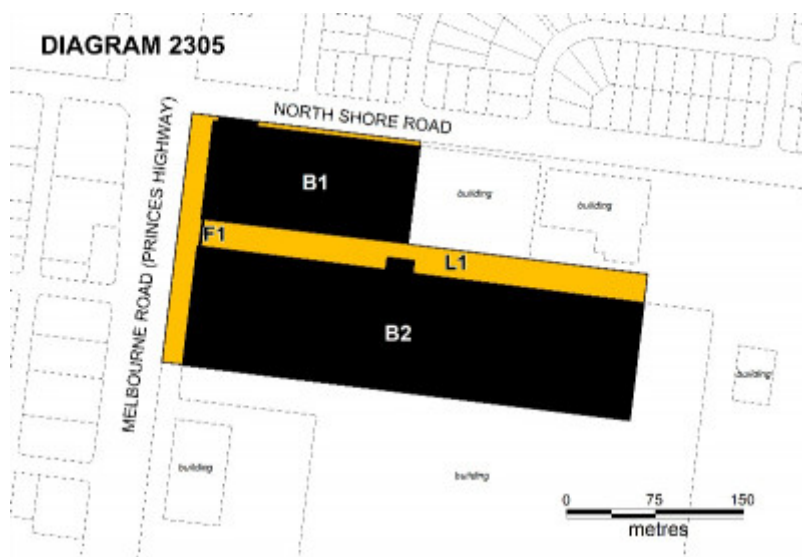 DIAGRAM 2305
NORTH SHORE ROAD
MELBOURNE ROAD (PRINCES HIGHWAY)
B1
building
building
F1
L1
B2
building
building
building
0 75 150
metres